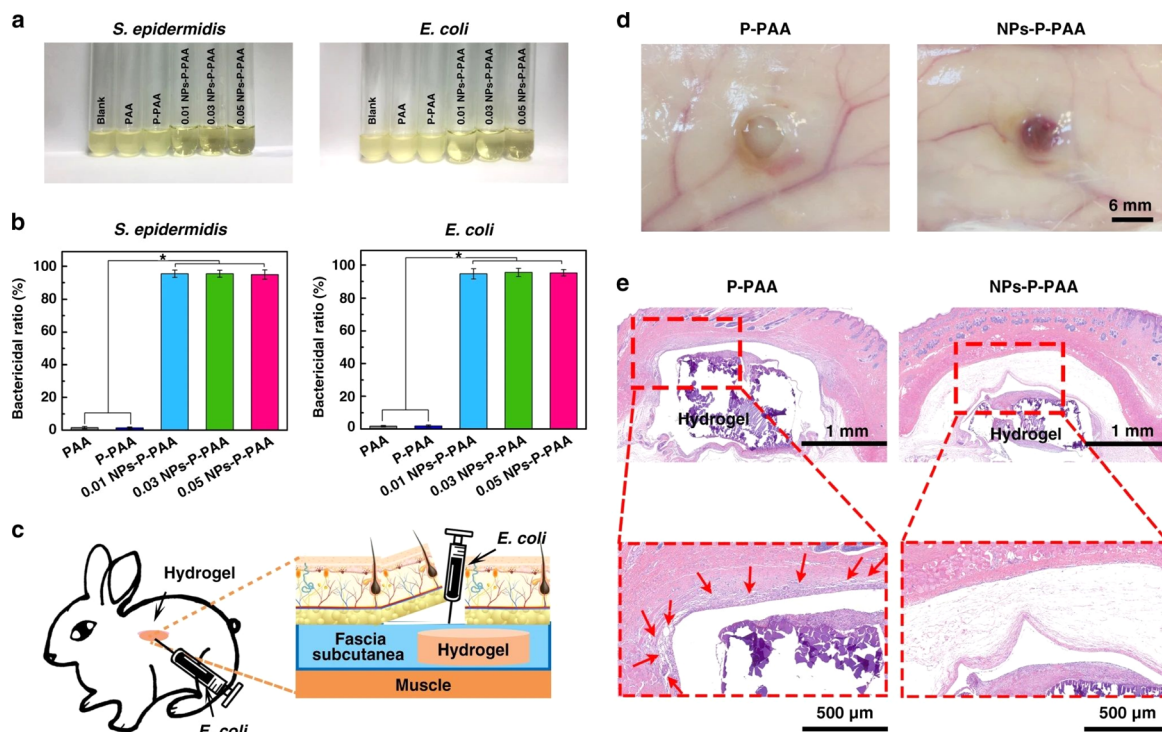 a
S. epidermidis
E. coli
Blank
PAA
P-PAA
0.01 NPs-P-PAA
0.03 NPs-P-PAA
0.05 NPs-P-PAA
Blank
PAA
P-PAA
0.01 NPs-P-PAA
0.03 NPs-P-PAA
0.05 NPs-P-PAA
b
S. epidermidis
Bactericidal ratio (%)
100
80
60
40
20
0
*
PAA
P-PAA
0.01 NPs-P-PAA
0.03 NPs-P-PAA
0.05 NPs-P-PAA
E. coli
Bactericidal ratio (%)
100
80
60
40
20
0
*
PAA
P-PAA
0.01 NPs-P-PAA
0.03 NPs-P-PAA
0.05 NPs-P-PAA
c
Hydrogel
E. coli
E. coli
Fascia
subcutanea
Hydrogel
Muscle
d
P-PAA
NPs-P-PAA
6 mm
e
P-PAA
NPs-P-PAA
Hydrogel
1 mm
Hydrogel
1 mm
500 μm
500 μm